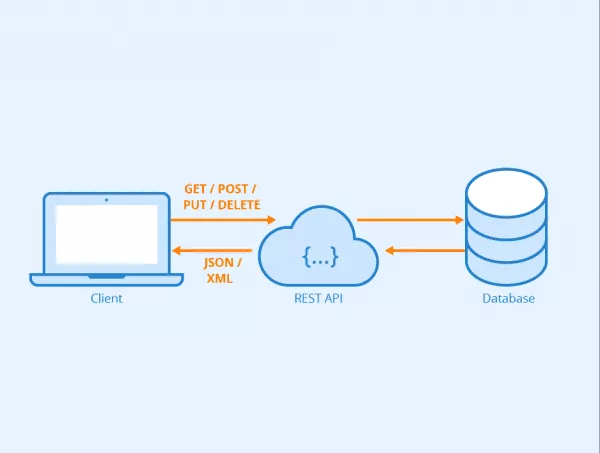 GET / POST /
PUT / DELETE
{...}
JSON /
XML
Client
REST API
Database